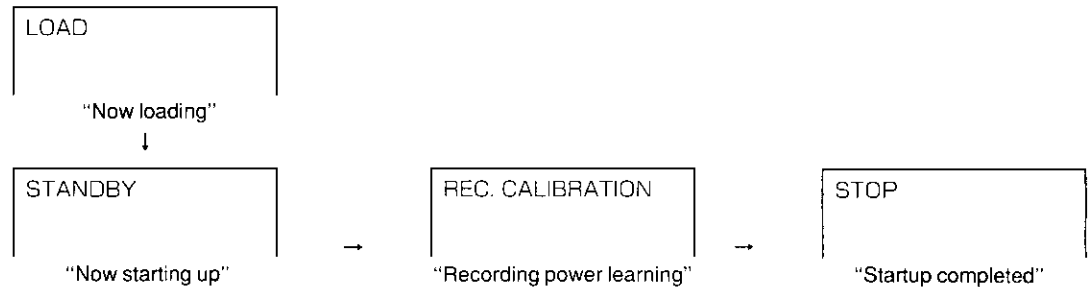 LOAD
“Now loading”
↓
STANDBY
REC. CALIBRATION
STOP
→
→
“Now starting up”
“Recording power learning”
“Startup completed”